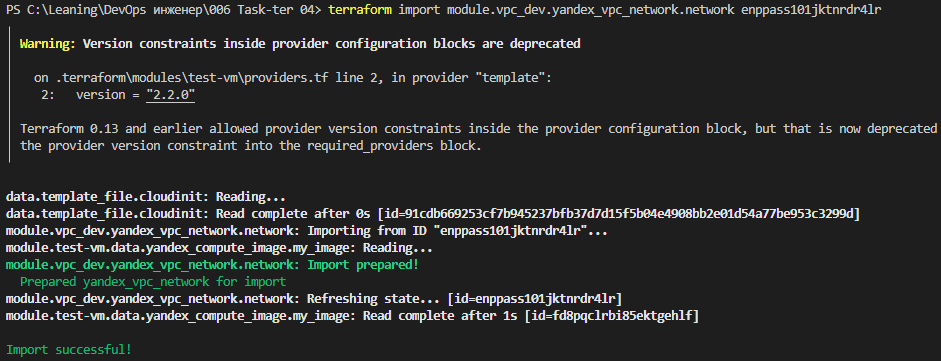 PS C:\Leaning\DevOps инженер\006 Task-ter 04> terraform import module.vpc_dev.yandex_vpc_network.network enppass101jktnrdr4lr
Warning: Version constraints inside provider configuration blocks are deprecated
on .terraform\modules\test-vm\providers.tf line 2, in provider "template":
2: version = "2.2.0"
Terraform 0.13 and earlier allowed provider version constraints inside the provider configuration block, but that is now deprecated
the provider version constraint into the required_providers block.
data.template_file.cloudinit: Reading...
data.template_file.cloudinit: Read complete after 0s [id=91cdb669253cf7b945237bfb37d7d15f5b04e4908bb2e01d54a77be953c3299d]
module.vpc_dev.yandex_vpc_network.network: Importing from ID "enppass101jktnrdr4lr"...
module.test-vm.data.yandex_compute_image.my_image: Reading...
module.vpc_dev.yandex_vpc_network.network: Import prepared!
Prepared yandex_vpc_network for import
module.vpc_dev.yandex_vpc_network.network: Refreshing state... [id=enppass101jktnrdr4lr]
module.test-vm.data.yandex_compute_image.my_image: Read complete after 1s [id=fd8pqclrbi85ektgehlf]
Import successful!